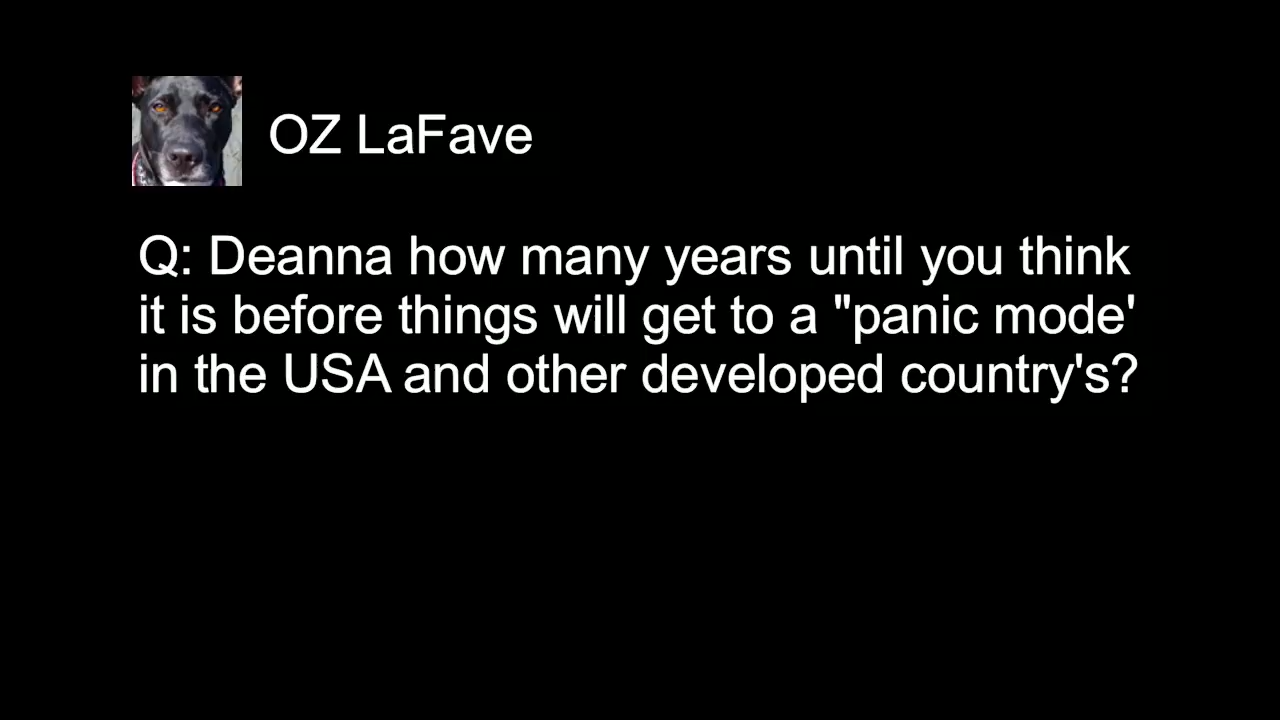 OZ LaFave
Q: Deanna how many years until you think
it is before things will get to a "panic mode'
in the USA and other developed country's?